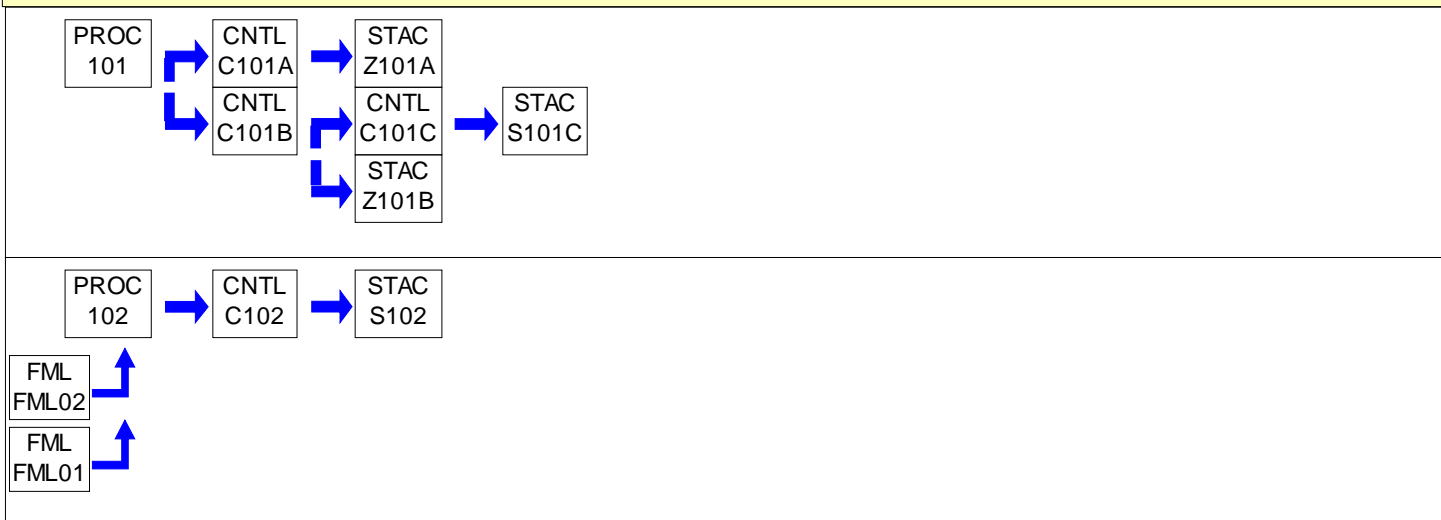 PROC
101
CNTL
C101A
STAC
Z101A
CNTL
C101B
CNTL
C101C
STAC
S101C
STAC
Z101B
PROC
102
CNTL
C102
STAC
S102
FML
FML02
FML
FML01